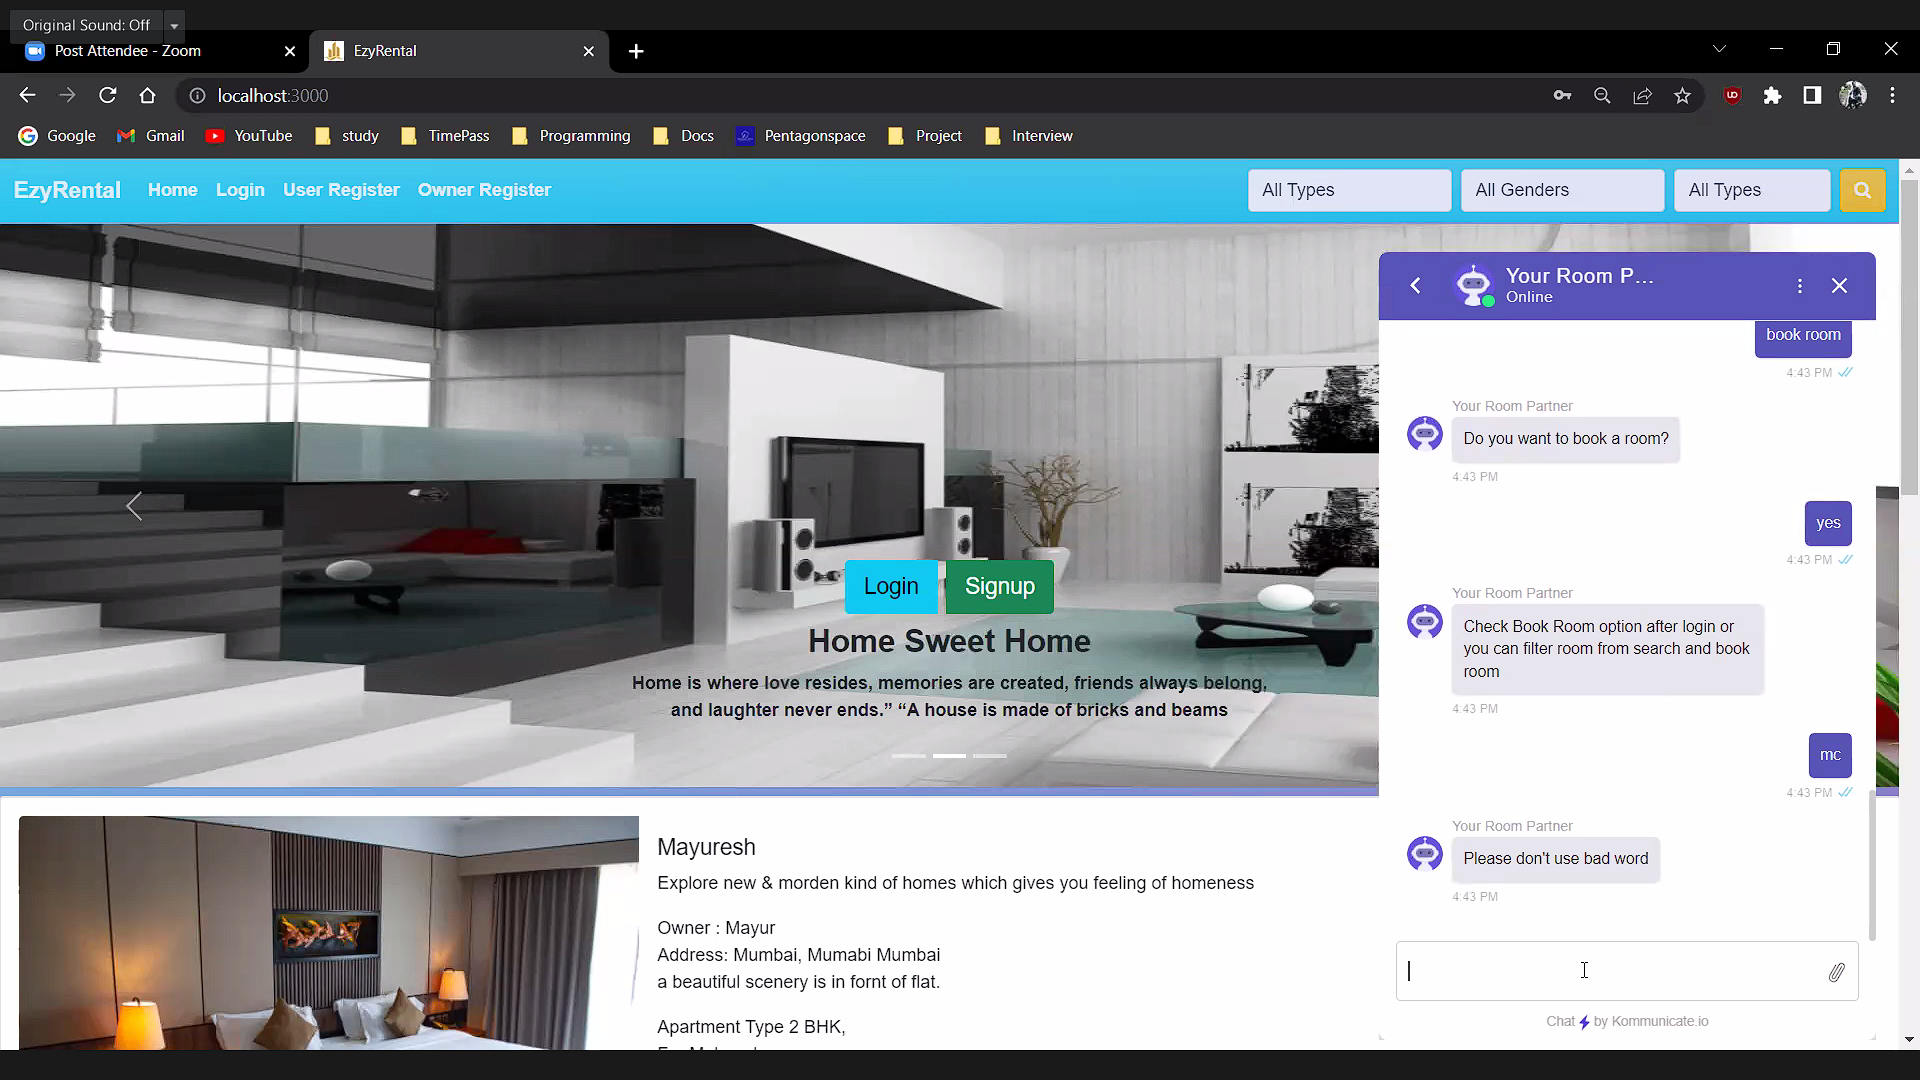 Original Sound: Off
Post Attendee - Zoom
EzyRental
localhost:3000
Google
Gmail
YouTube
study
TimePass
Programming
Docs
Pentagonspace
Project
Interview
EzyRental
Home
Login
User Register
Owner Register
All Types
All Genders
All Types
Your Room P...
Online
book room
4:43 PM
Your Room Partner
Do you want to book a room?
4:43 PM
yes
4:43 PM
Your Room Partner
Check Book Room option after login or
you can filter room from search and book
room
4:43 PM
mc
4:43 PM
Your Room Partner
Please don't use bad word
4:43 PM
Chat by Kommunicate.io
Login
Signup
Home Sweet Home
Home is where love resides, memories are created, friends always belong,
and laughter never ends.” “A house is made of bricks and beams
Mayuresh
Explore new & morden kind of homes which gives you feeling of homeness
Owner : Mayur
Address: Mumbai, Mumabi Mumbai
a beautiful scenery is in fornt of flat.
Apartment Type 2 BHK,